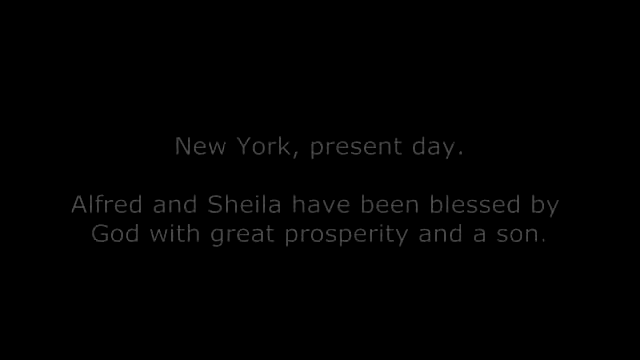 New York, present day.
Alfred and Sheila have been blessed by
God with great prosperity and a son.